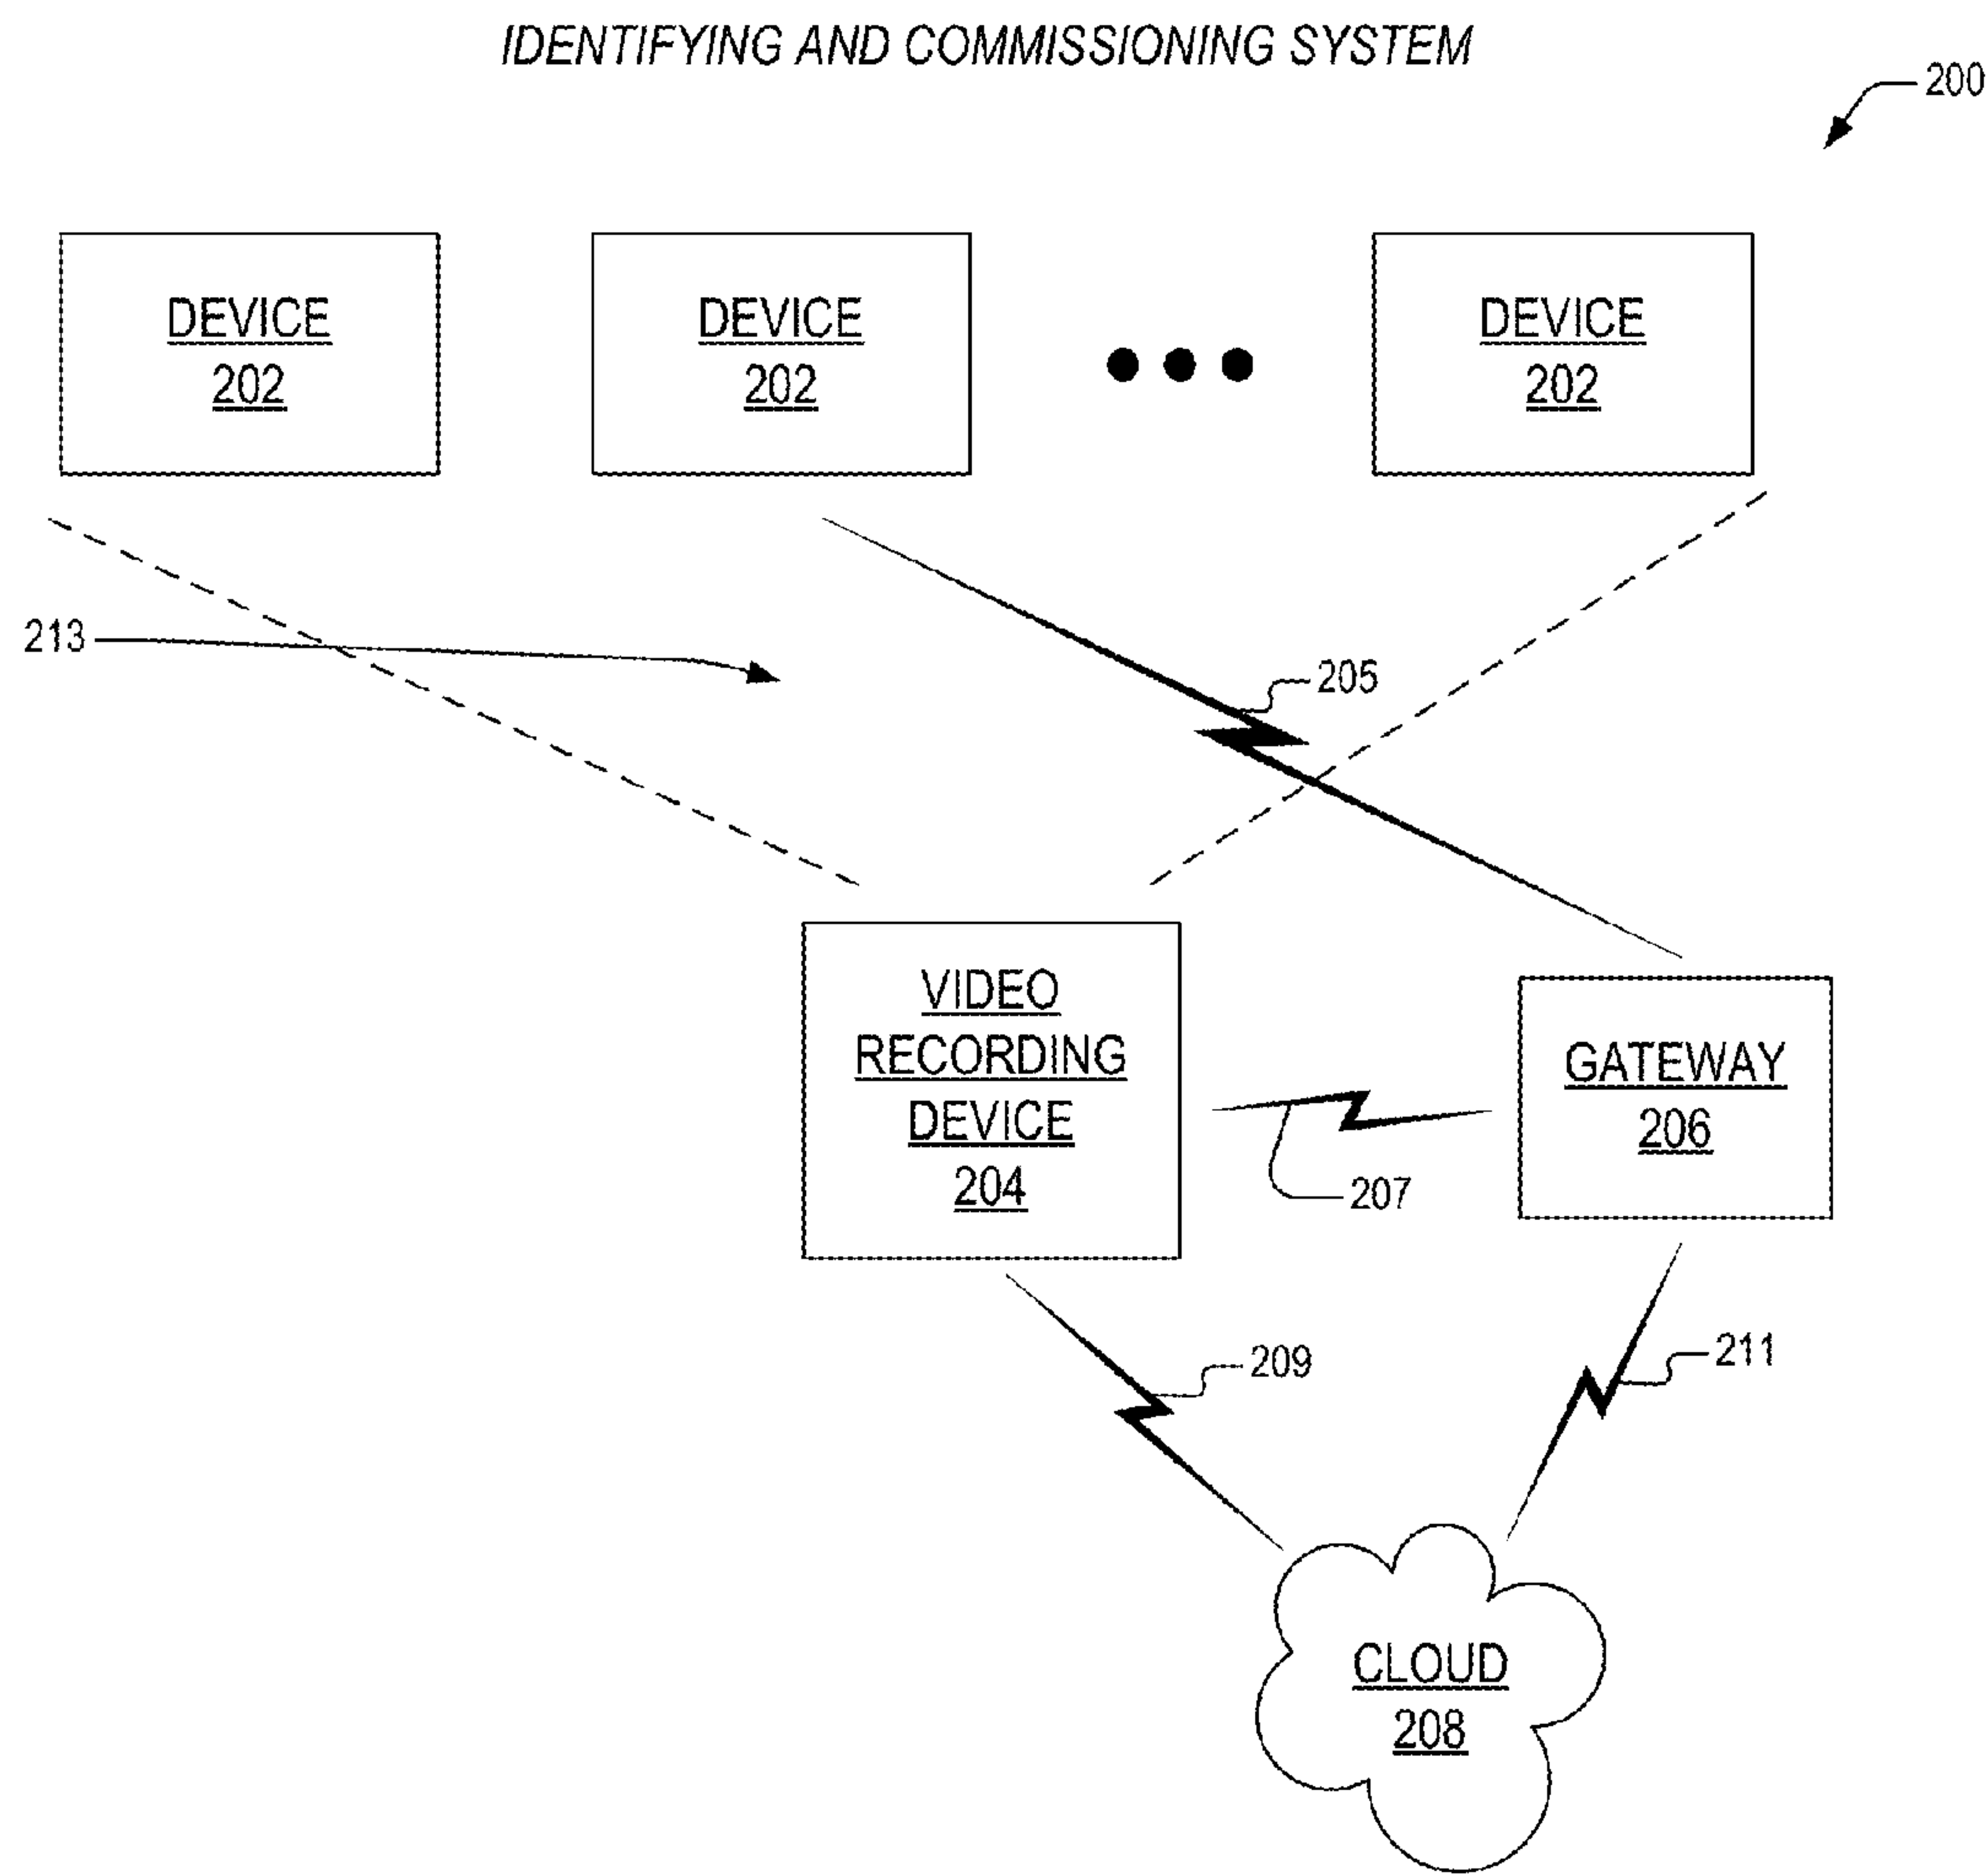 IDENTIFYING AND COMMISSIONING SYSTEM
200
DEVICE
202
DEVICE
202
DEVICE
202
213
205
VIDEO
RECORDING
DEVICE
204
GATEWAY
206
207
209
211
CLOUD
208